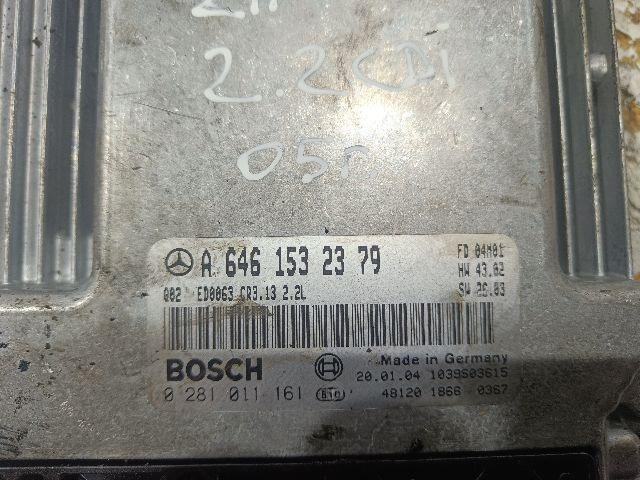 2.2CDI
05г
A 646 153 23 79
FD 04M01
HW 43.02
002 ED0063 CR3.13 2.2L
SW 26.03
BOSCH
Made in Germany
20.01.04 1039S03615
0 281 011 161
48120 1866 0367